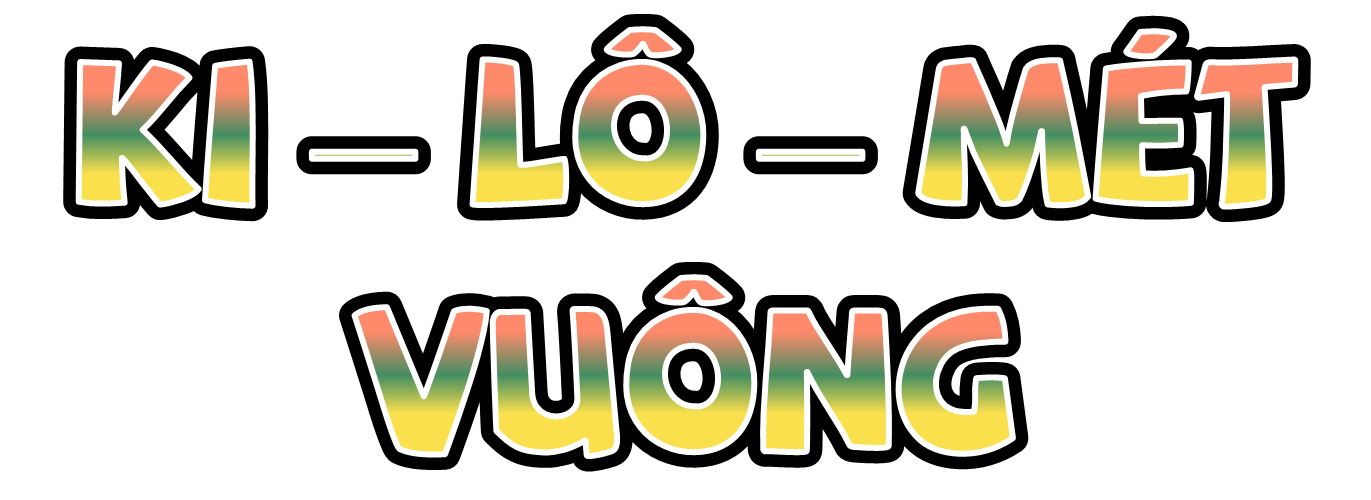 KI – LÔ – MÉT
VUÔNG